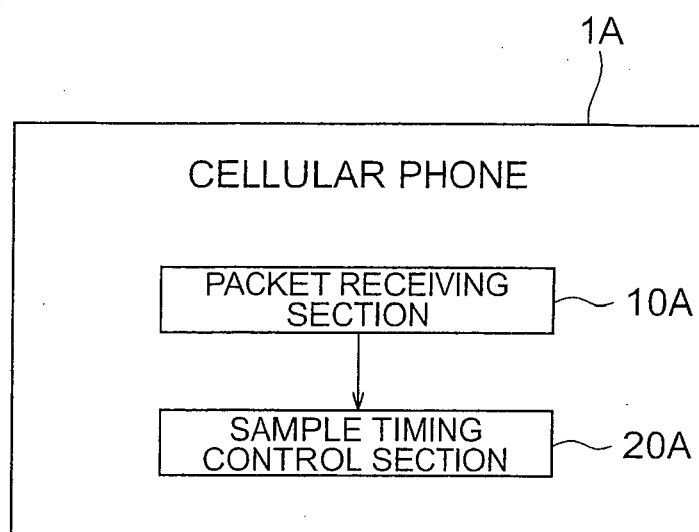 1A
CELLULAR PHONE
PACKET RECEIVING
SECTION
10A
SAMPLE TIMING
CONTROL SECTION
20A